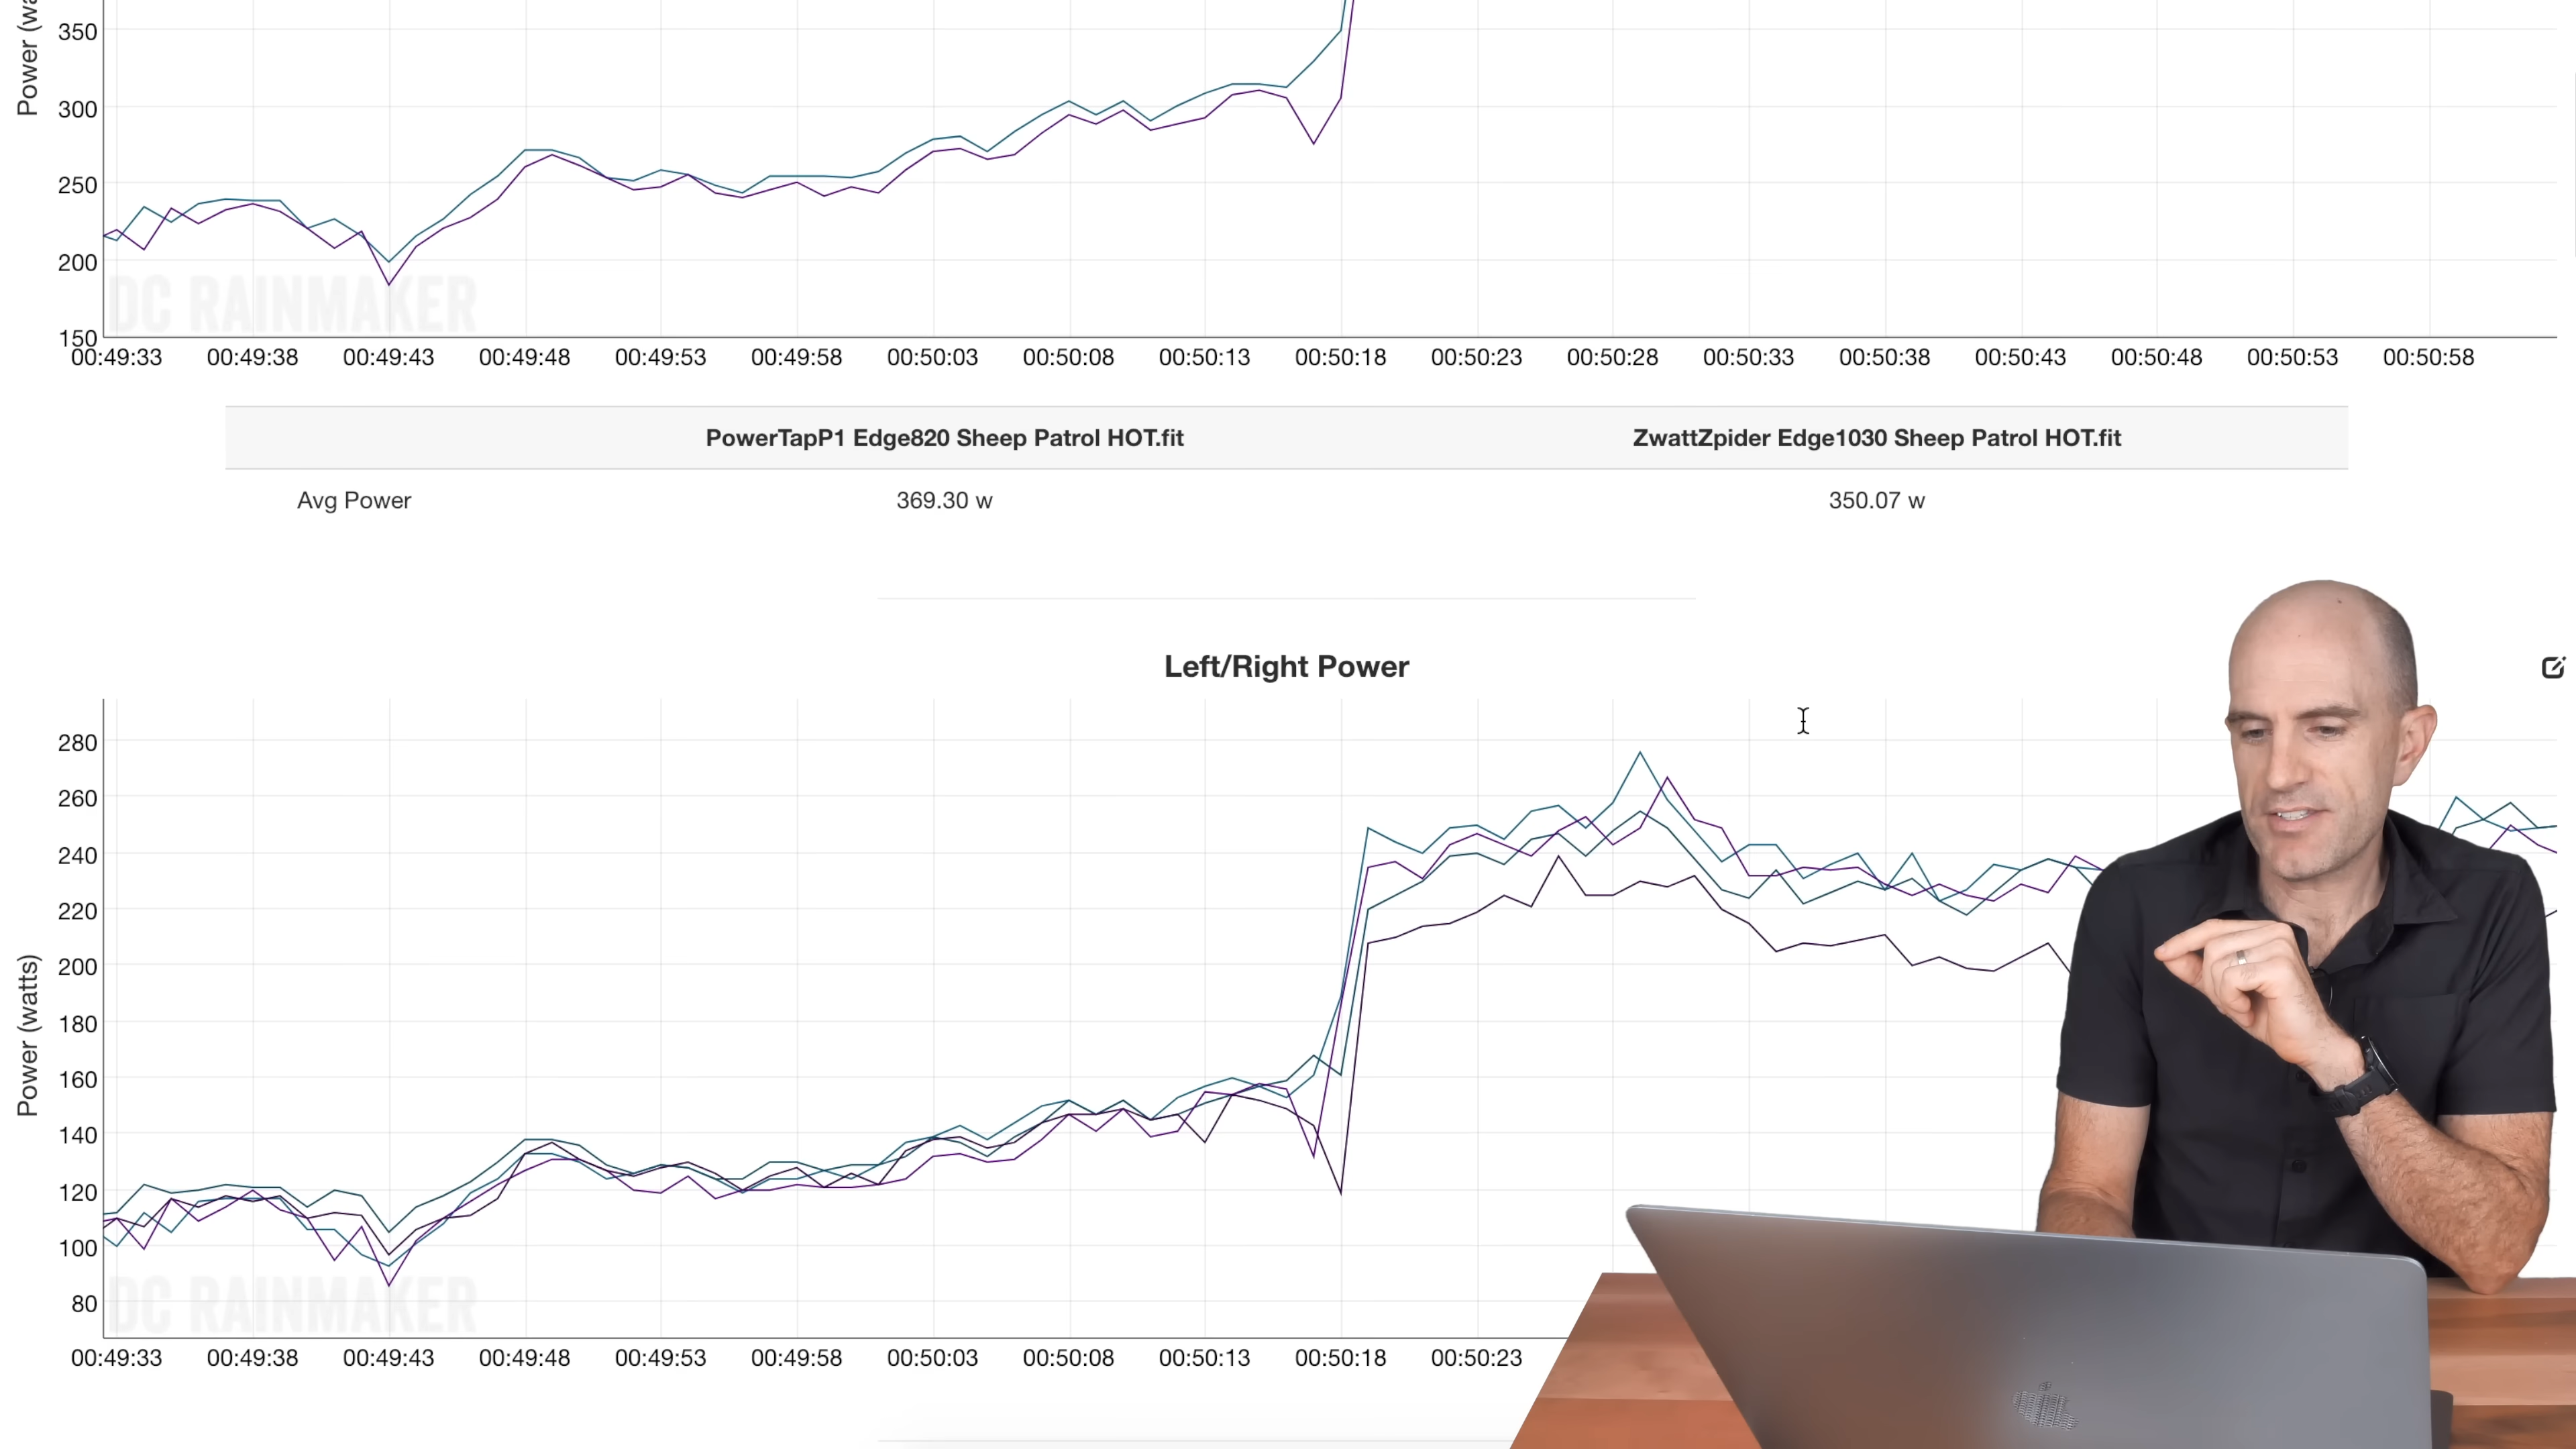 Power (wa
350
300
250
200
150
DC RAINMAKER
00:49:33 00:49:38 00:49:43 00:49:48 00:49:53 00:49:58 00:50:03 00:50:08 00:50:13 00:50:18 00:50:23 00:50:28 00:50:33 00:50:38 00:50:43 00:50:48 00:50:53 00:50:58
PowerTapP1 Edge820 Sheep Patrol HOT.fit ZwattZpider Edge1030 Sheep Patrol HOT.fit
Avg Power 369.30 w 350.07 w
Left/Right Power
Power (watts)
280
260
240
220
200
180
160
140
120
100
80
DC RAINMAKER
00:49:33 00:49:38 00:49:43 00:49:48 00:49:53 00:49:58 00:50:03 00:50:08 00:50:13 00:50:18 00:50:23